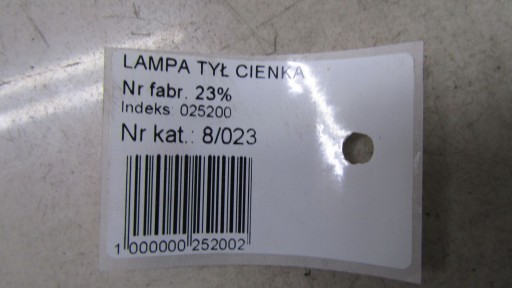 LAMPA TYŁ CIENKA
Nr fabr. 23%
Indeks: 025200
Nr kat.: 8/023
1 000000 252002